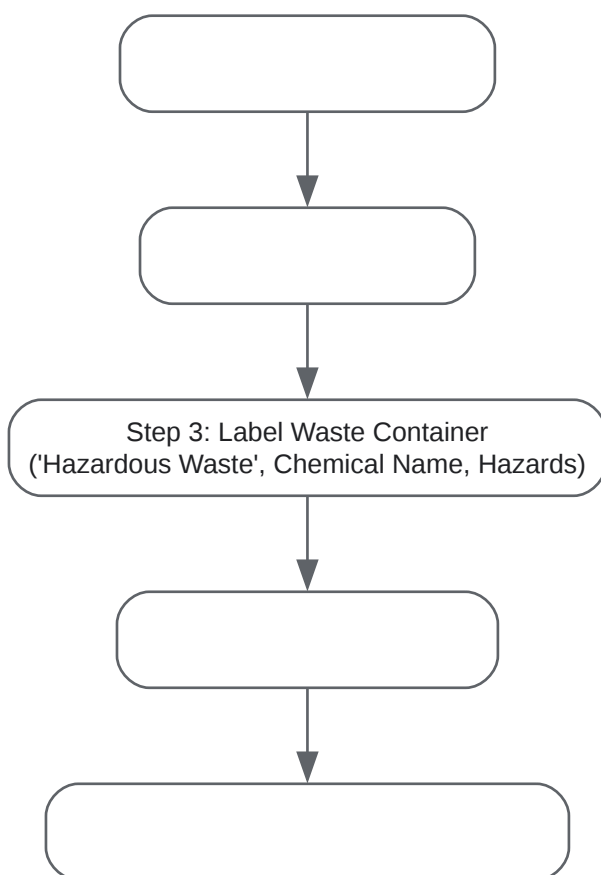 Step 3: Label Waste Container
('Hazardous Waste', Chemical Name, Hazards)